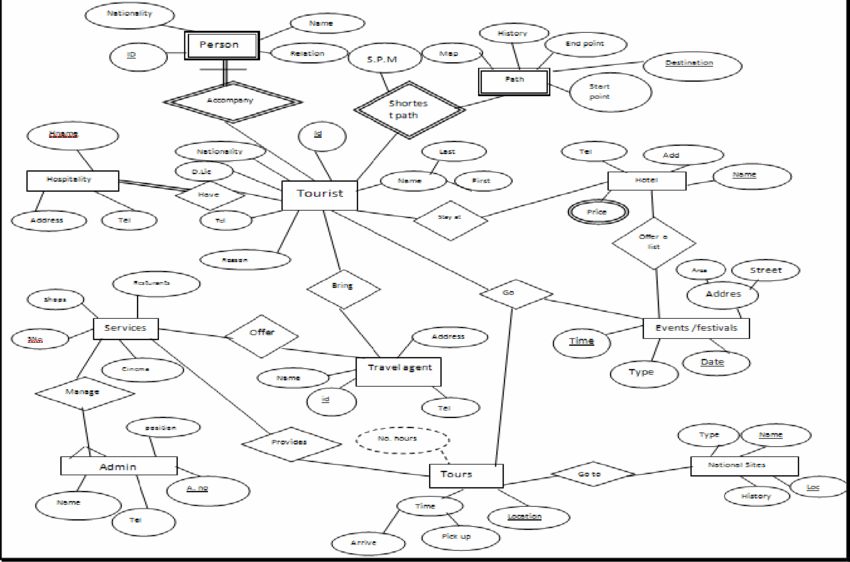 Nationality
Name
Person
ID
Relation
S.P.M
Map
History
End point
Destination
Path
Start
point
Accompany
Shortes
t path
Hname
Id
Nationality
Last
Tel
Add
Hospitality
D.Lic
Name
First
Hotel
Name
Have
Tourist
Address
Tel
Tel
Stay at
Price
Offer a
list
Reason
Area
Street
Addres
Bring
Go
Shops
Services
Offer
Events /festivals
Address
Time
Type
Date
Travel agent
Name
id
Tel
Manage
position
Provides
No. hours
Type
Name
Admin
National Sites
Tours
Go to
A. no
Loc
History
Name
Tel
Time
Location
Arrive
Pick up